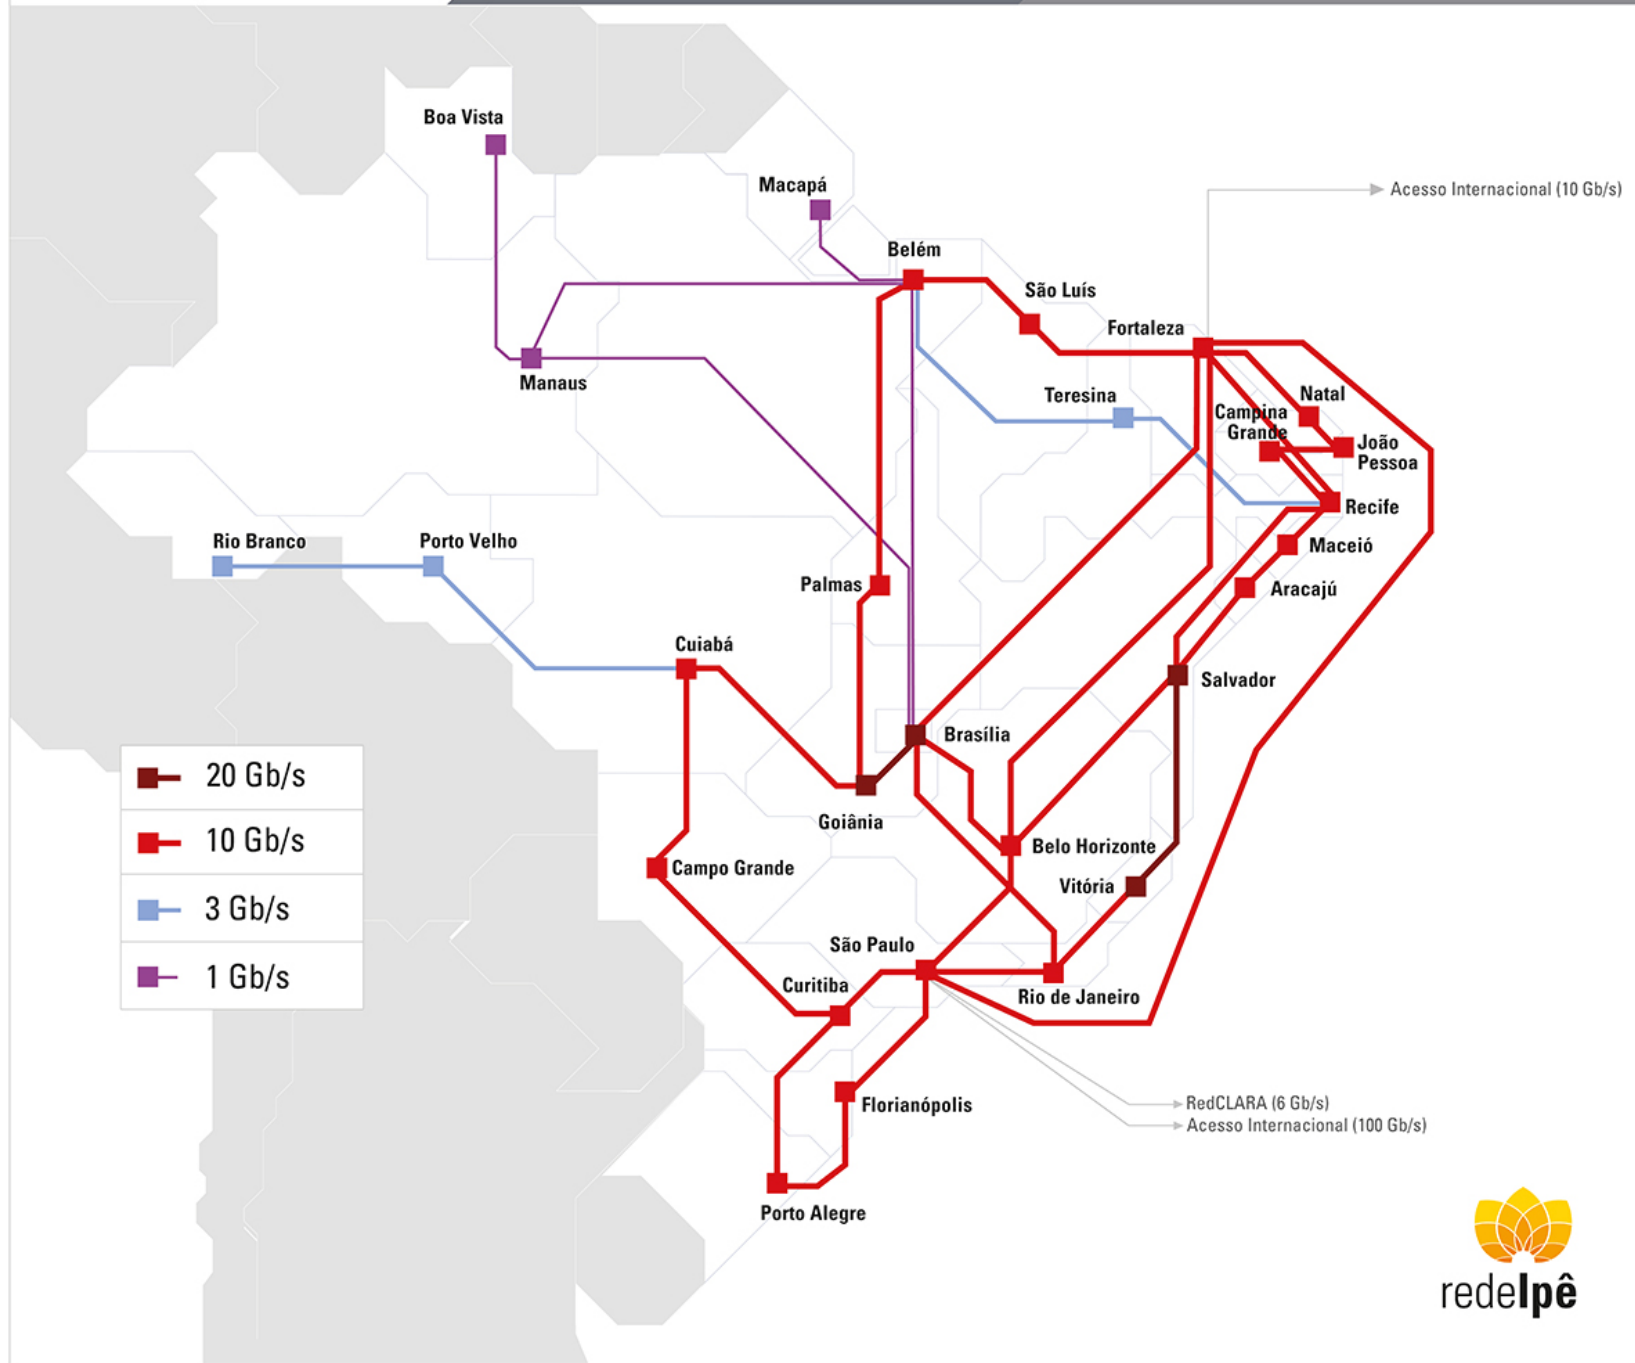 Boa Vista
Macapá
Acesso Internacional (10 Gb/s)
Belém
São Luís
Fortaleza
Manaus
Teresina
Natal
Campina
Grande
João
Pessoa
Recife
Rio Branco
Porto Velho
Maceió
Palmas
Aracajú
Cuiabá
Salvador
Brasília
20 Gb/s
Goiânia
10 Gb/s
Belo Horizonte
Campo Grande
Vitória
3 Gb/s
São Paulo
1 Gb/s
Curitiba
Rio de Janeiro
RedCLARA (6 Gb/s)
Florianópolis
Acesso Internacional (100 Gb/s)
Porto Alegre
redeIpê